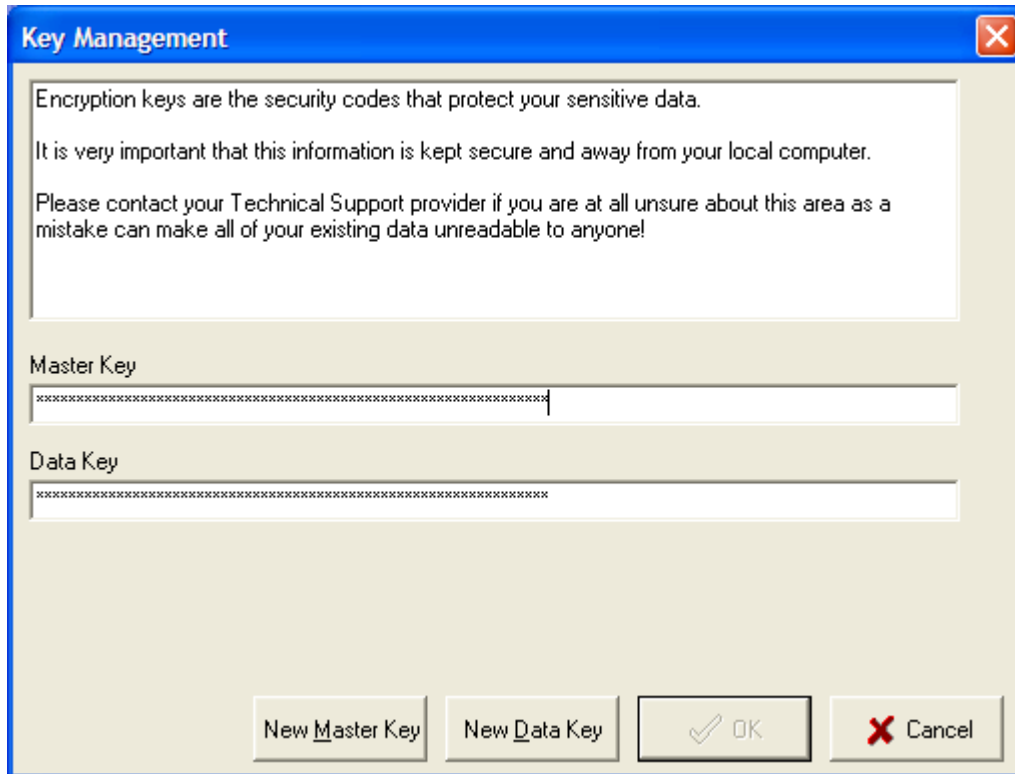 Key Management
Encryption keys are the security codes that protect your sensitive data.
It is very important that this information is kept secure and away from your local computer.
Please contact your Technical Support provider if you are at all unsure about this area as a
mistake can make all of your existing data unreadable to anyone!
Master Key
****************************************************************
Data Key
****************************************************************
New Master Key
New Data Key
OK
Cancel